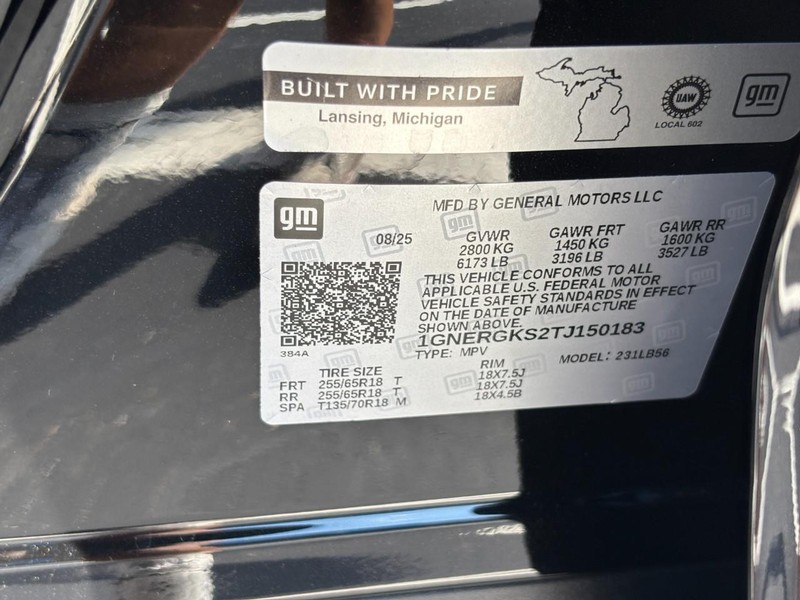 BUILT WITH PRIDE
Lansing, Michigan
UAW
LOCAL 602
gm
gm
MFD BY GENERAL MOTORS LLC
08/25
GVWR GAWR FRT GAWR RR
2800 KG 1450 KG 1600 KG
6173 LB 3196 LB 3527 LB
THIS VEHICLE CONFORMS TO ALL
APPLICABLE U.S. FEDERAL MOTOR
VEHICLE SAFETY STANDARDS IN EFFECT
ON THE DATE OF MANUFACTURE
SHOWN ABOVE.
1GNERGKS2TJ150183
TYPE: MPV MODEL: 231LB56
384A
TIRE SIZE RIM
FRT 255/65R18 T 18X7.5J
RR 255/65R18 T 18X7.5J
SPA T135/70R18 M 18X4.5B